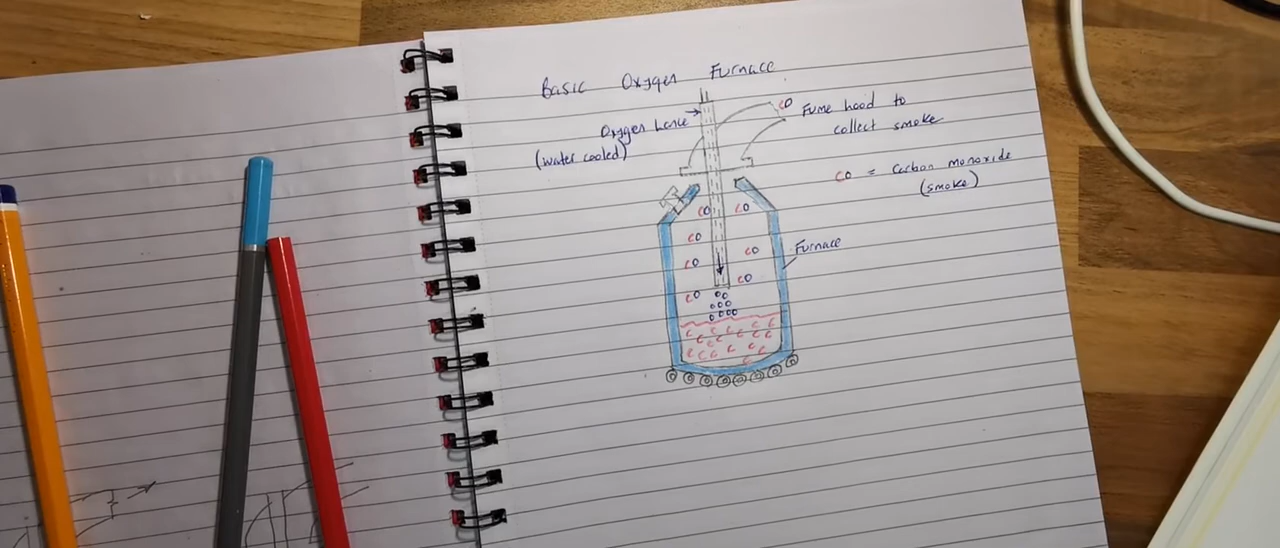 Basic Oxygen Furnace
CO
Oxygen Lance
(water cooled)
Fume hood to
collect smoke
CO = Carbon monoxide
(smoke)
CO CO
CO
CO
CO
CO
CO
Furnace